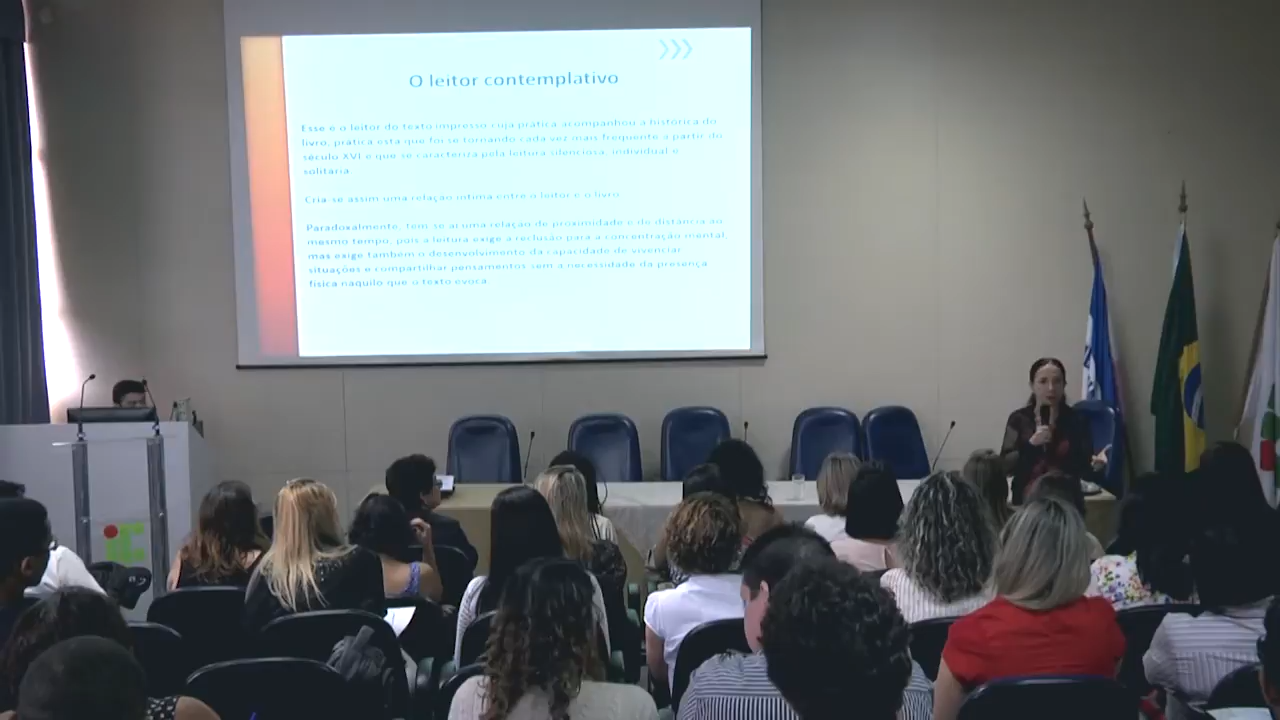 O leitor contemplativo
Esse é o leitor do texto impresso cuja prática acompanhou a histórica do
livro, prática esta que foi se tornando cada vez mais frequente a partir do
século XVI e que se caracteriza pela leitura silenciosa, individual e
solitária.
Cria-se assim uma relação íntima entre o leitor e o livro.
Paradoxalmente, tem-se aí uma relação de proximidade e de distância ao
mesmo tempo, pois a leitura exige a reclusão para a concentração mental,
mas exige também o desenvolvimento da capacidade de vivenciar
situações e compartilhar pensamentos sem a necessidade da presença
física naquilo que o texto evoca.